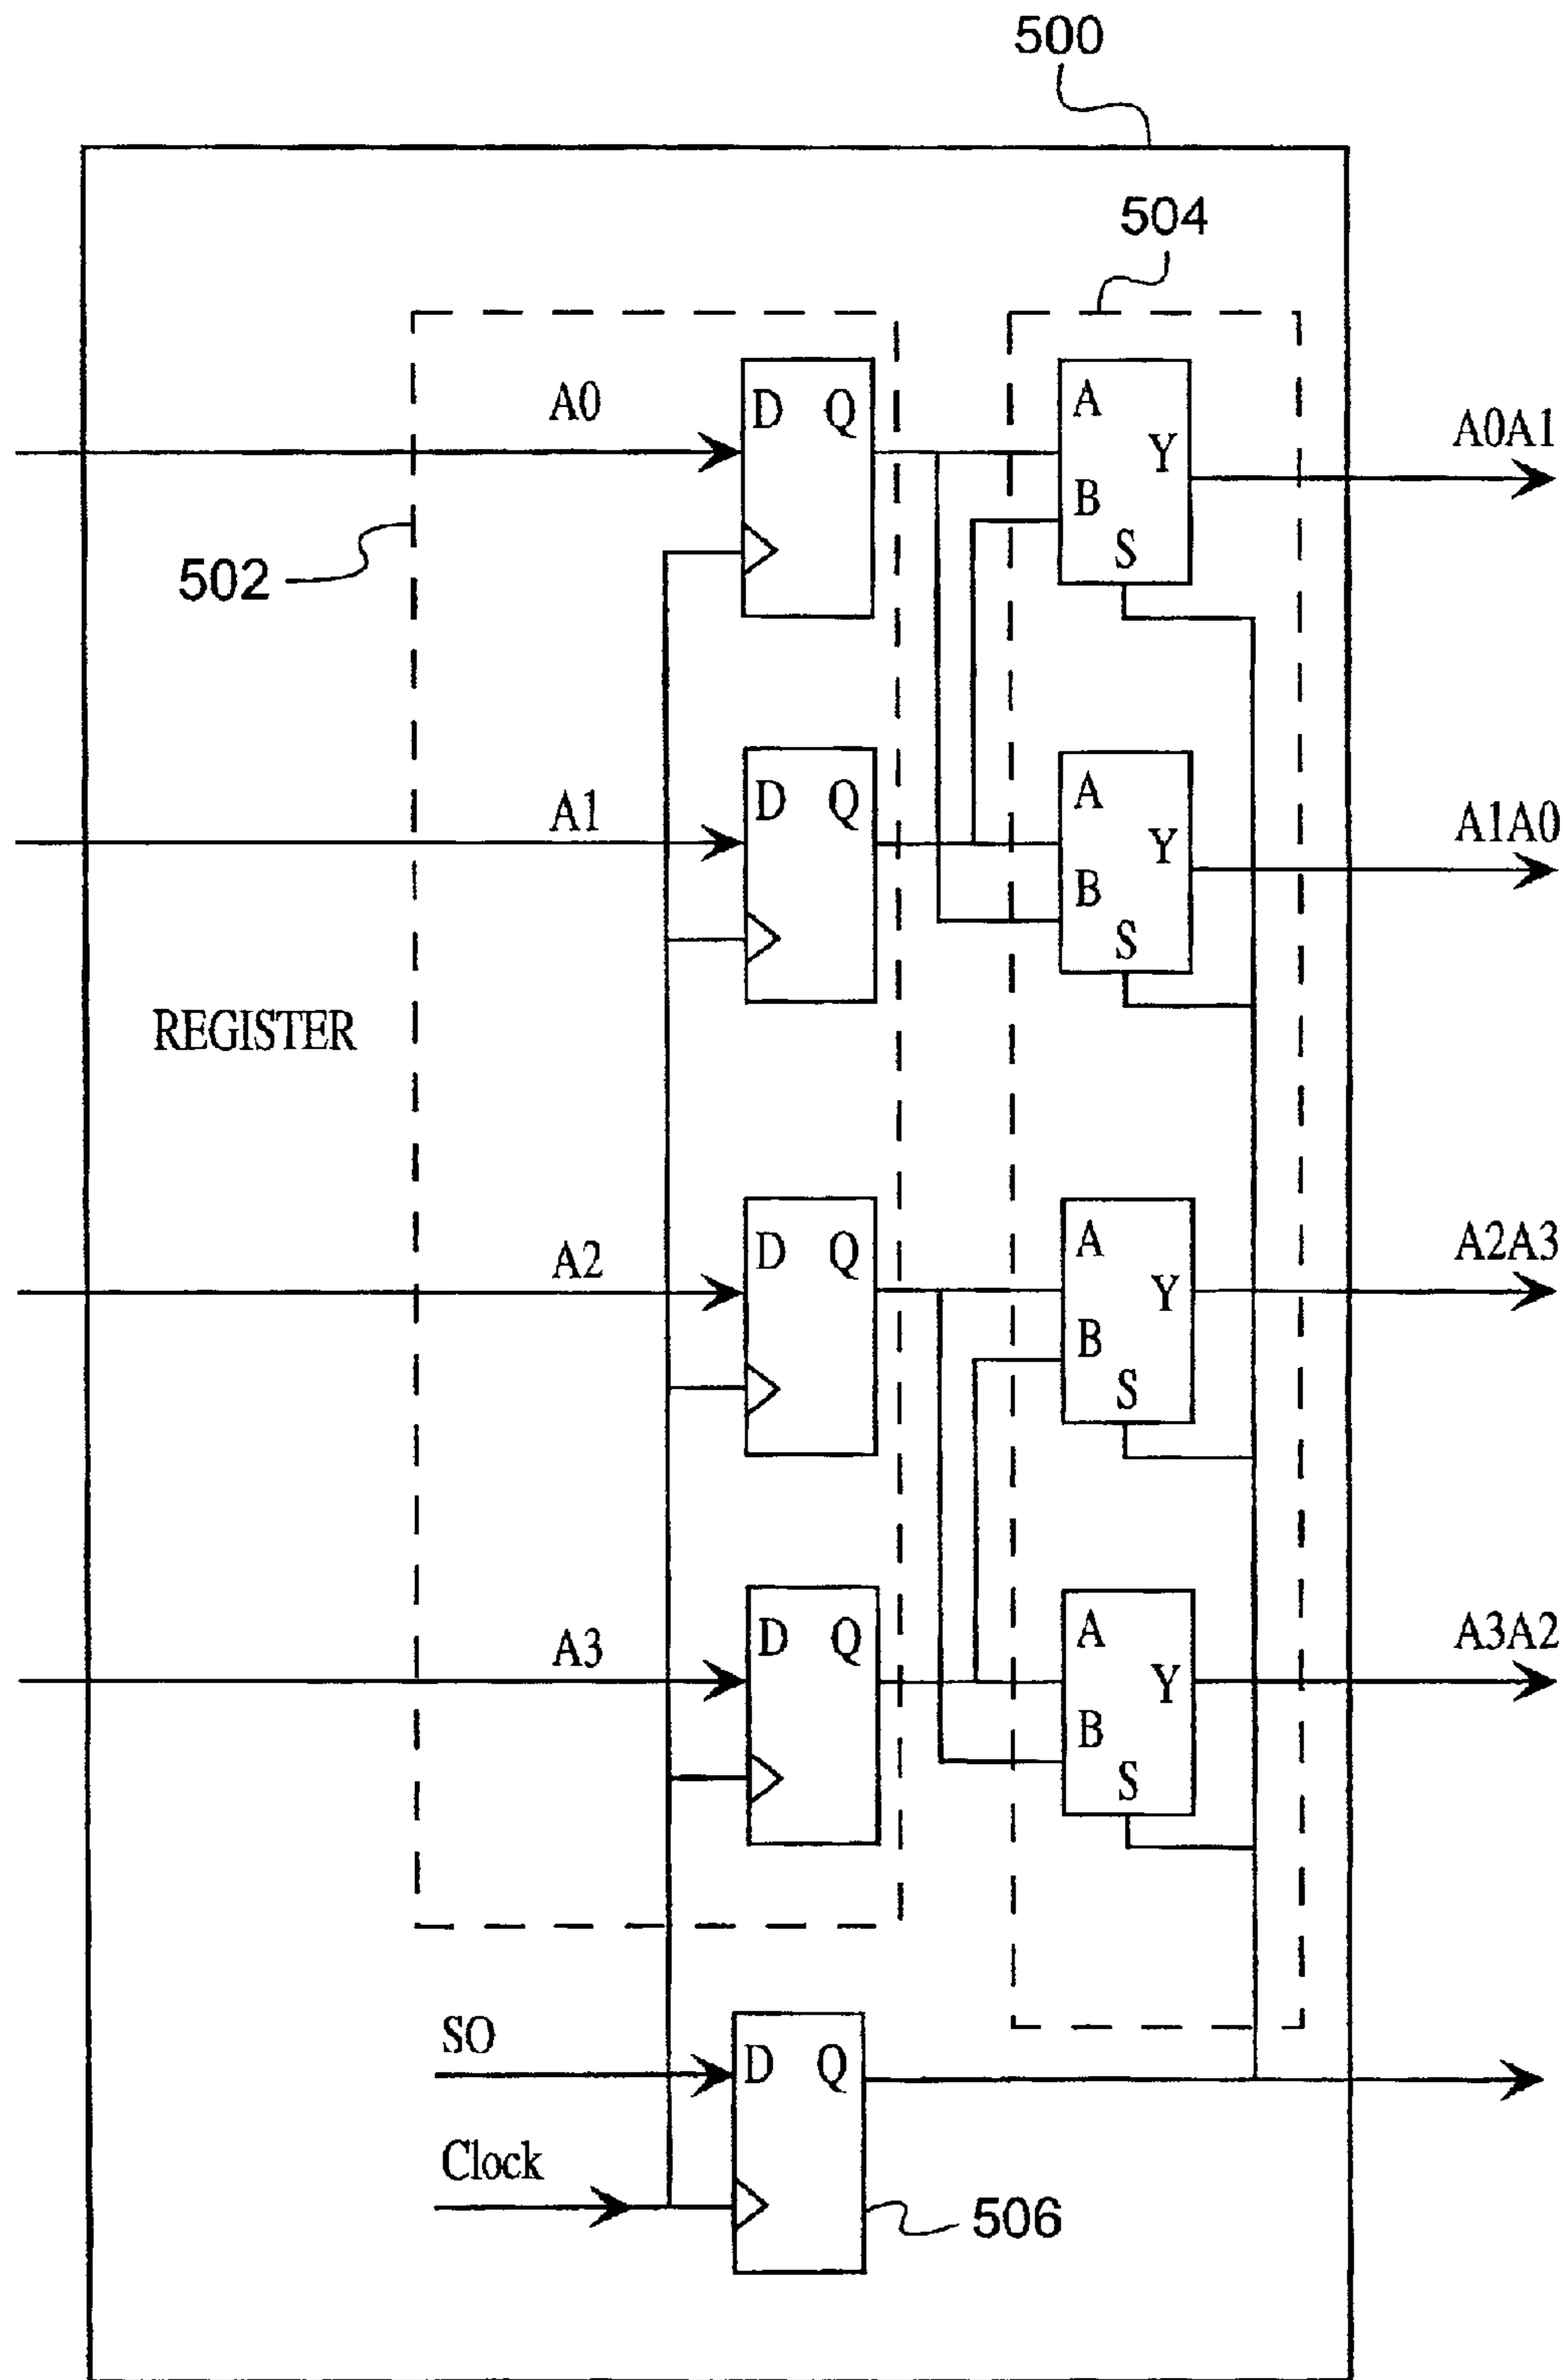 500
504
A0
D Q
A
B
Y
S
A0A1
502
A1
D Q
A
B
Y
S
A1A0
REGISTER
A2
D Q
A
B
Y
S
A2A3
A3
D Q
A
B
Y
S
A3A2
SO
D Q
Clock
506